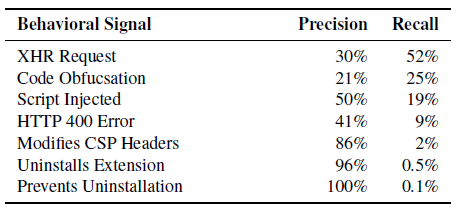 Behavioral Signal Precision Recall
XHR Request 30% 52%
Code Obfucsation 21% 25%
Script Injected 50% 19%
HTTP 400 Error 41% 9%
Modifies CSP Headers 86% 2%
Uninstalls Extension 96% 0.5%
Prevents Uninstallation 100% 0.1%